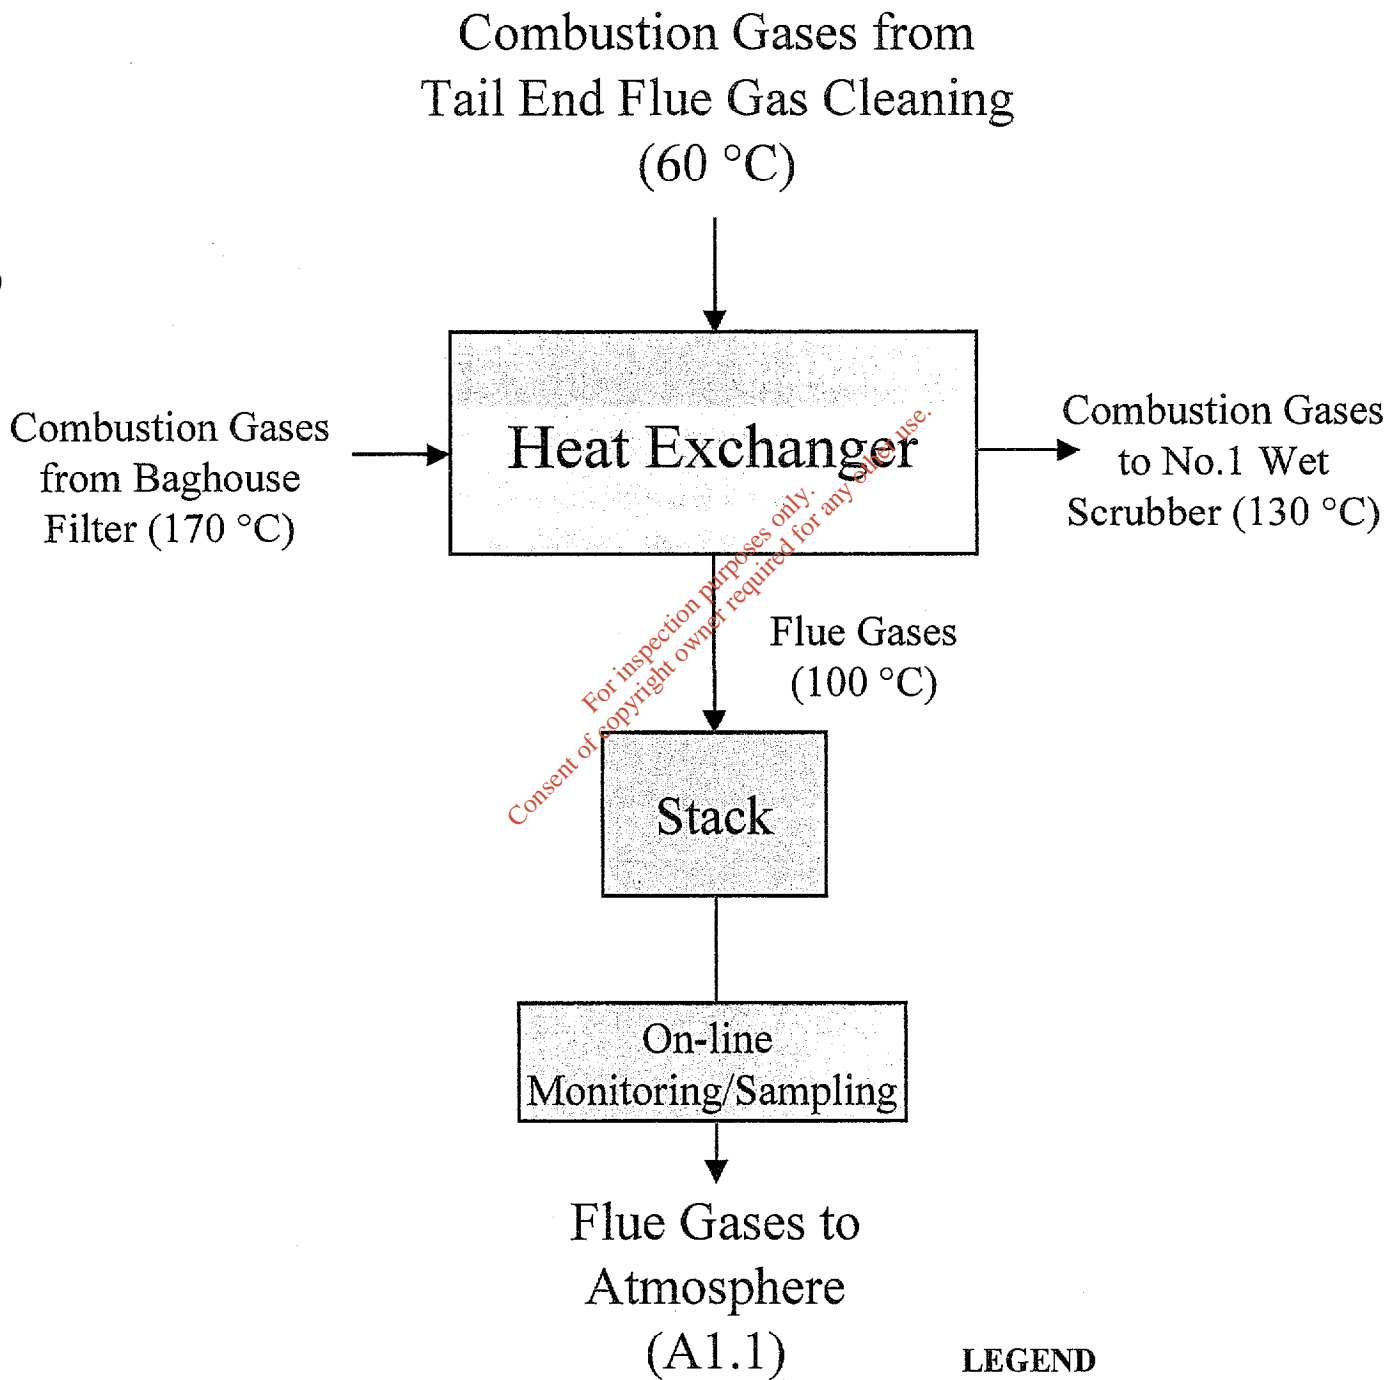 Combustion Gases from
Tail End Flue Gas Cleaning
(60 °C)
Combustion Gases
from Baghouse
Filter (170 °C)
Heat Exchanger
Combustion Gases
to No.1 Wet
Scrubber (130 °C)
For inspection purposes only.
Consent of copyright owner required for any other use.
Flue Gases
(100 °C)
Stack
On-line
Monitoring/Sampling
Flue Gases to
Atmosphere
(A1.1)
LEGEND